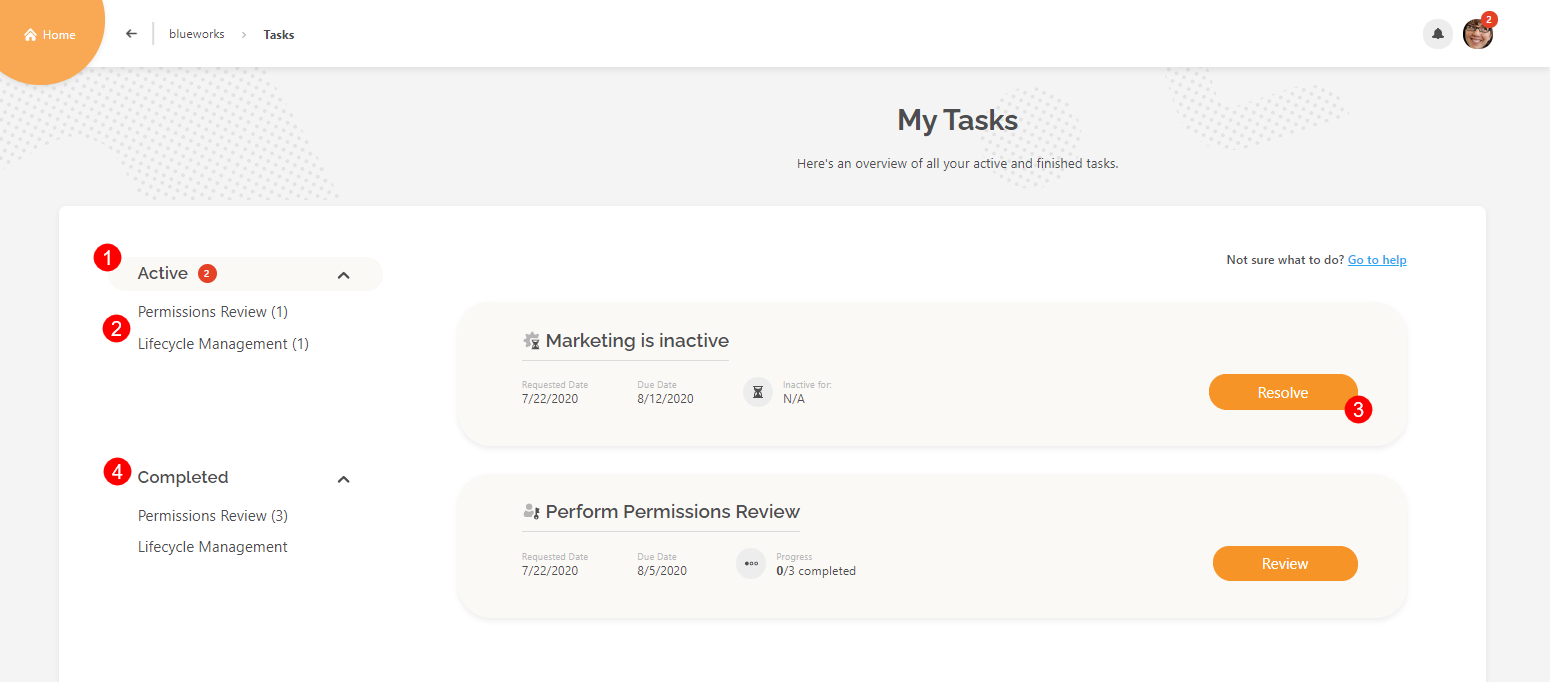 Home
blueworks
Tasks
2
My Tasks
Here's an overview of all your active and finished tasks.
1
Active 2
2
Permissions Review (1)
Lifecycle Management (1)
4
Completed
Permissions Review (3)
Lifecycle Management
Not sure what to do? Go to help
Marketing is inactive
Requested Date
7/22/2020
Due Date
8/12/2020
Inactive for:
N/A
Resolve
3
Perform Permissions Review
Requested Date
7/22/2020
Due Date
8/5/2020
Progress
0/3 completed
Review